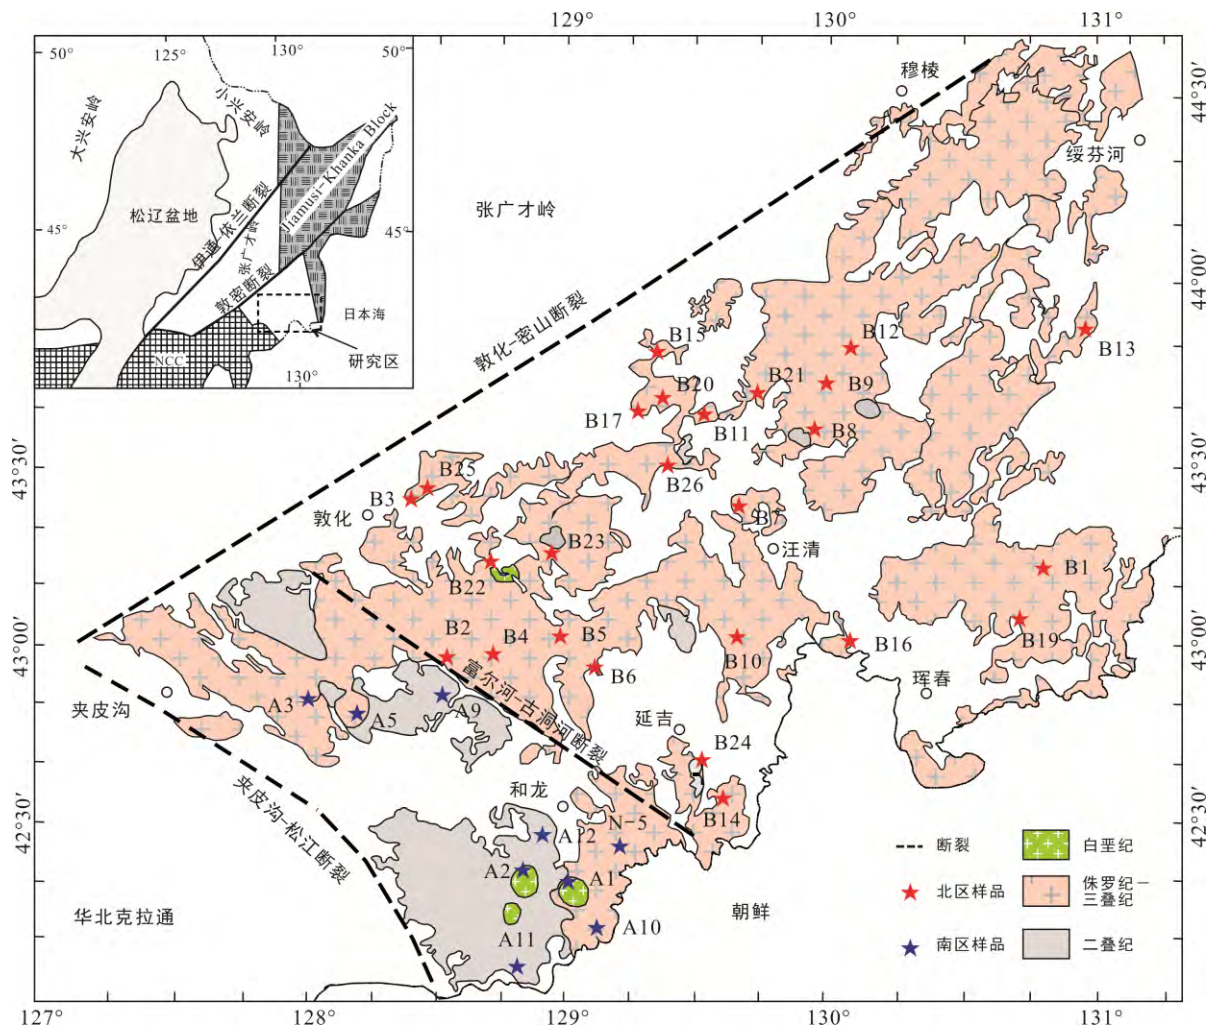 129°
130°
131°
50°
125°
130°
50°
大兴安岭
小兴安岭
Jiamusi-Khanka Block
松辽盆地
伊通-依兰断裂
张广才岭
敦密断裂
45°
45°
日本海
NCC
研究区
130°
穆棱
绥芬河
张广才岭
敦化-密山断裂
44°30′
44°00′
43°30′
43°00′
42°30′
43°30′
43°00′
42°30′
B15
B12
B13
B20
B21
B9
B17
B11
B8
B25
B26
B3
敦化
B7
汪清
B23
B22
B1
B2
B4
B5
B19
B16
B10
B6
珲春
富尔河-古洞河断裂
夹皮沟
A3
A5
A9
延吉
B24
和龙
B14
N-5
夹皮沟-松江断裂
A12
A2
A1
A10
A11
华北克拉通
朝鲜
断裂
白垩纪
北区样品
侏罗纪-
三叠纪
南区样品
二叠纪
127°
128°
129°
130°